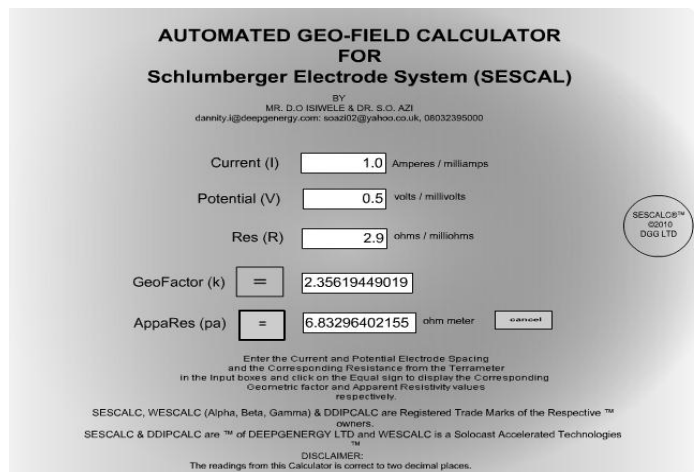 AUTOMATED GEO-FIELD CALCULATOR
FOR
Schlumberger Electrode System (SESCAL)
BY
MR. D.O ISIWELE & DR. S.O. AZI
dannity.i@deepgenergy.com: soazi02@yahoo.co.uk, 08032395000
Current (I) 1.0 Amperes / milliamps
Potential (V) 0.5 volts / millivolts
Res (R) 2.9 ohms / milliohms
SESCALC®™
©2010
DGG LTD
GeoFactor (k) = 2.35619449019
AppaRes (pa) = 6.83296402155 ohm meter cancel
Enter the Current and Potential Electrode Spacing
and the Corresponding Resistance from the Terrameter
in the Input boxes and click on the Equal sign to display the Corresponding
Geometric factor and Apparent Resistivity values
respectively.
SESCALC, WESCALC (Alpha, Beta, Gamma) & DDIPCALC are Registered Trade Marks of the Respective ™
owners.
SESCALC & DDIPCALC are ™ of DEEPGENERGY LTD and WESCALC is a Solocast Accelerated Technologies
™
DISCLAIMER:
The readings from this Calculator is correct to two decimal places.